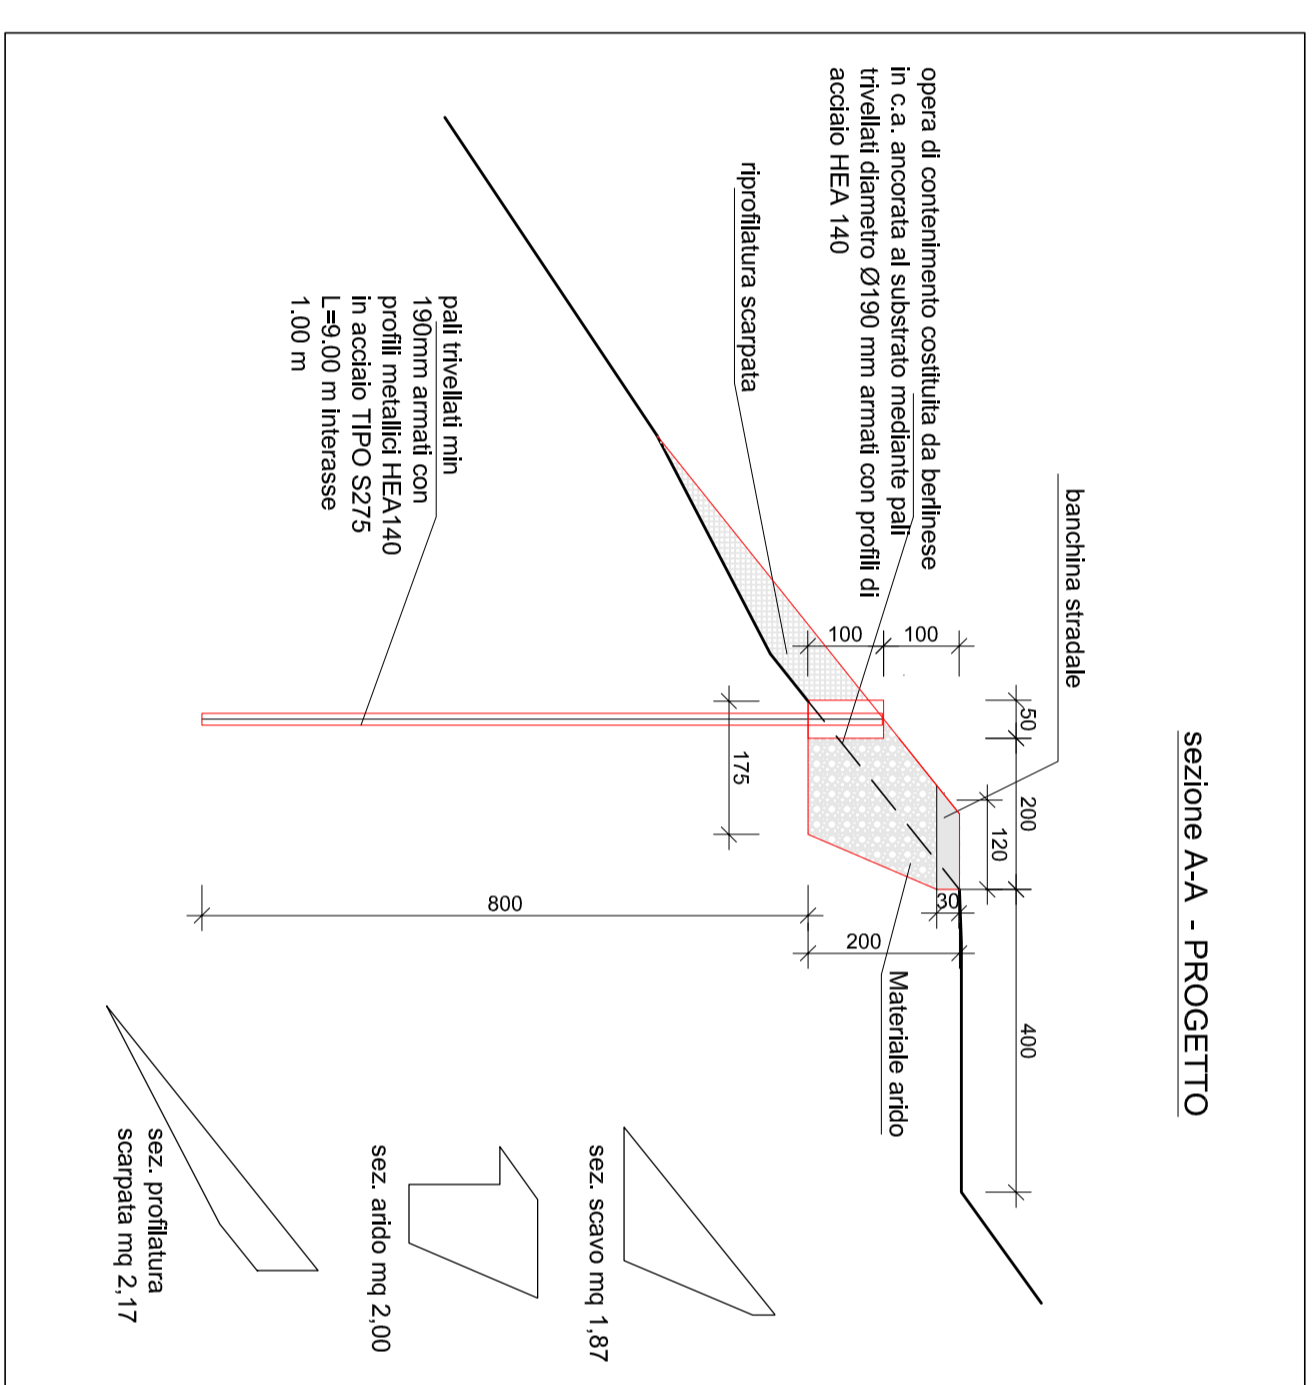 sezione A-A - PROGETTO
banchina stradale
opera di contenimento costituita da berlinese
in c.a. ancorata al substrato mediante pali
trivellati diametro Ø190 mm armati con profili di
acciaio HEA 140
riprofilatura scarpata
pali trivellati min
190mm armati con
profili metallici HEA140
in acciaio TIPO S275
L=9.00 m interasse
1.00 m
50
200
400
120
100
100
30
200
175
800
Materiale arido
sez. scavo mq 1,87
sez. arido mq 2,00
sez. profilatura
scarpata mq 2,17